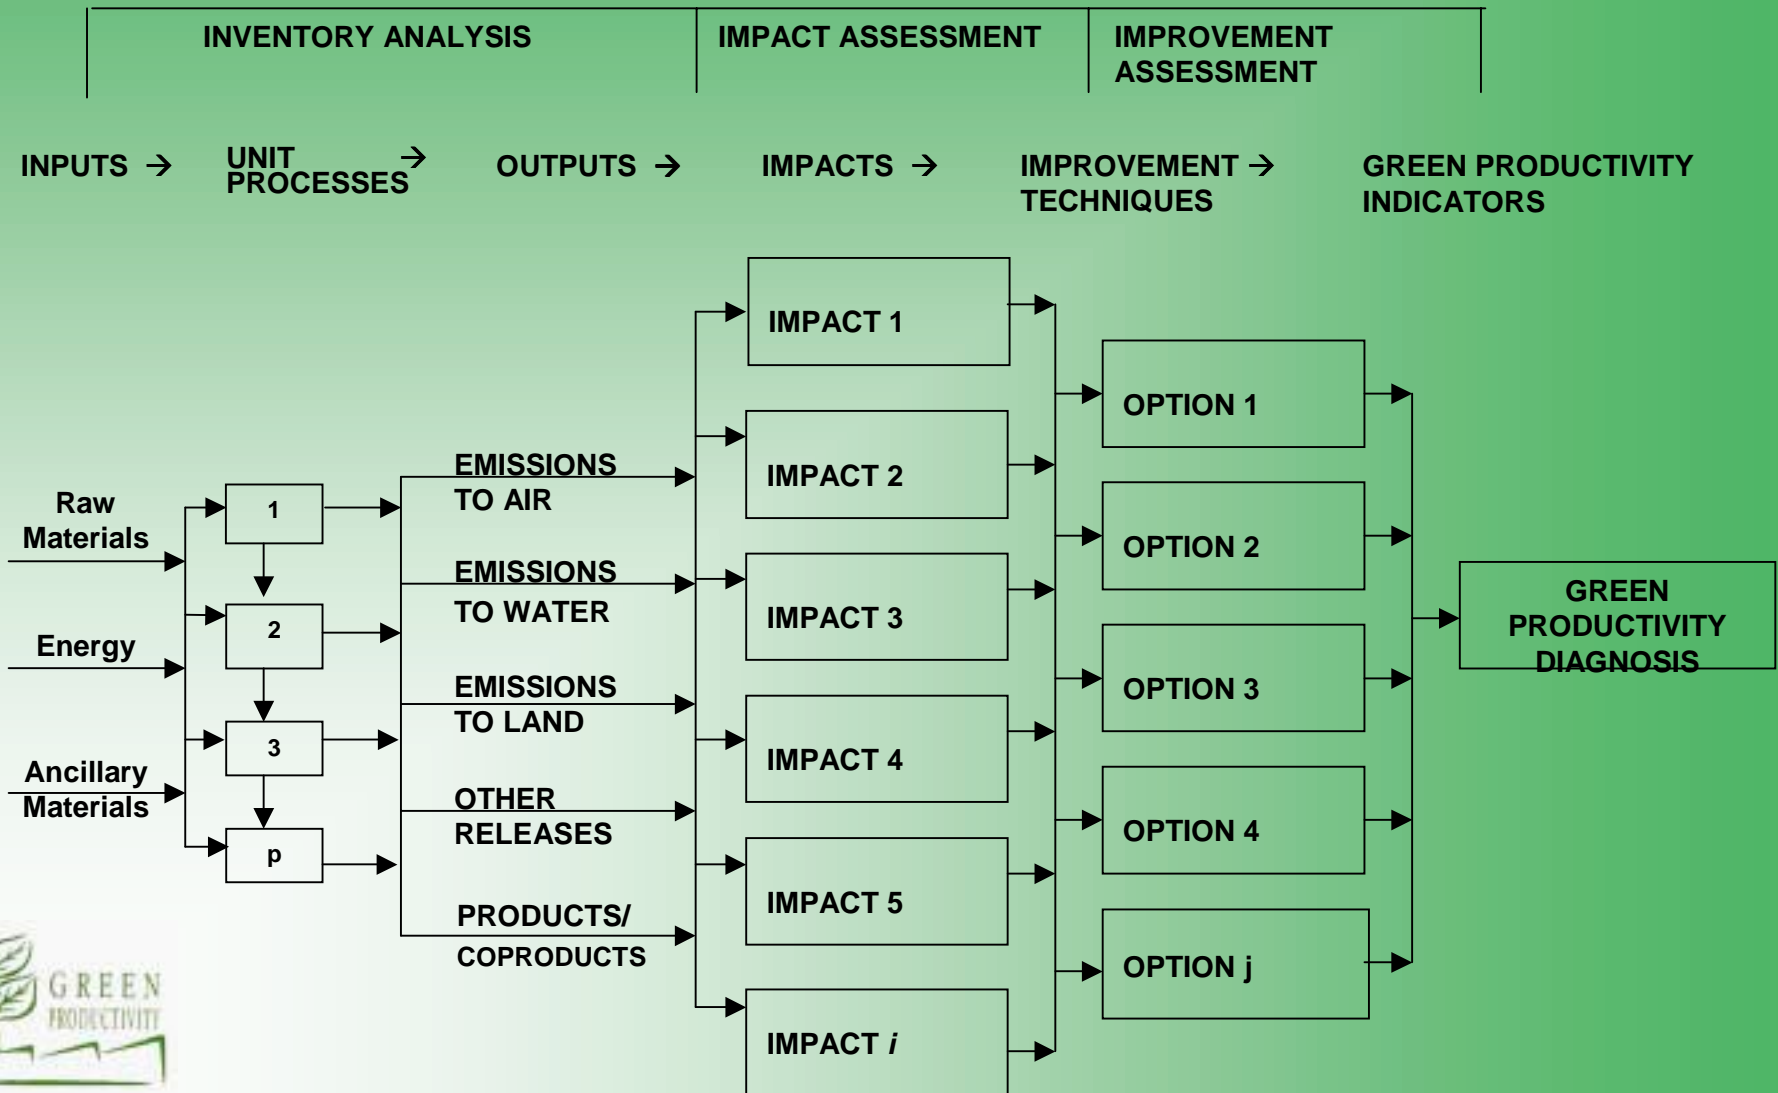 INVENTORY ANALYSIS
IMPACT ASSESSMENT
IMPROVEMENT
ASSESSMENT
INPUTS →
UNIT →
PROCESSES
OUTPUTS →
IMPACTS →
IMPROVEMENT →
TECHNIQUES
GREEN PRODUCTIVITY
INDICATORS
Raw
Materials
Energy
Ancillary
Materials
1
2
3
p
EMISSIONS
TO AIR
EMISSIONS
TO WATER
EMISSIONS
TO LAND
OTHER
RELEASES
PRODUCTS/
COPRODUCTS
IMPACT 1
IMPACT 2
IMPACT 3
IMPACT 4
IMPACT 5
IMPACT i
OPTION 1
OPTION 2
OPTION 3
OPTION 4
OPTION j
GREEN
PRODUCTIVITY
DIAGNOSIS
GREEN
PRODUCTIVITY